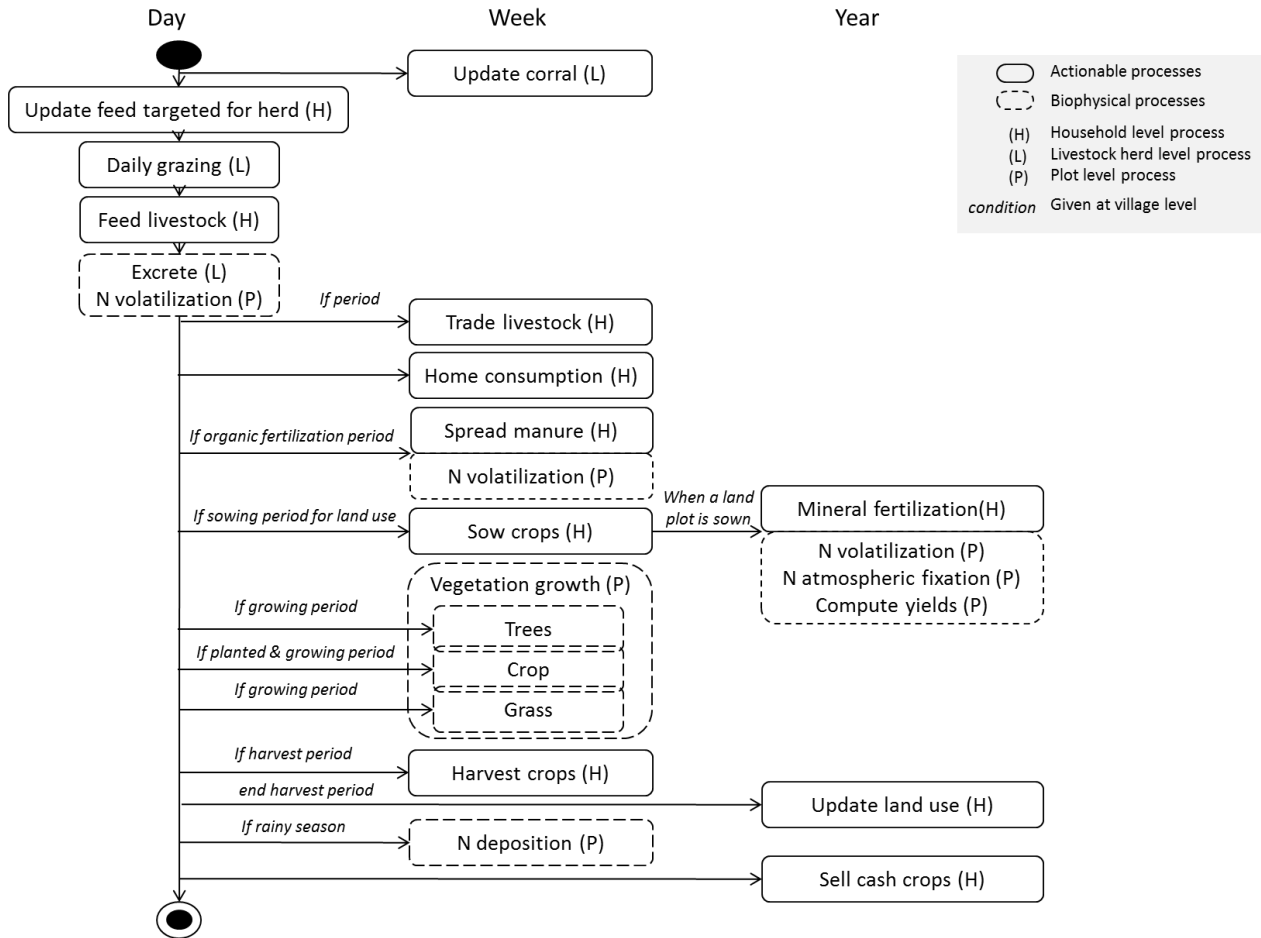 Day
Week
Year
Update corral (L)
Update feed targeted for herd (H)
Daily grazing (L)
Feed livestock (H)
Excrete (L)
N volatilization (P)
If period
Trade livestock (H)
Home consumption (H)
If organic fertilization period
Spread manure (H)
N volatilization (P)
If sowing period for land use
Sow crops (H)
When a land
plot is sown
Mineral fertilization(H)
N volatilization (P)
N atmospheric fixation (P)
Compute yields (P)
Vegetation growth (P)
If growing period
Trees
If planted & growing period
Crop
If growing period
Grass
If harvest period
Harvest crops (H)
end harvest period
Update land use (H)
If rainy season
N deposition (P)
Sell cash crops (H)
Actionable processes
Biophysical processes
(H) Household level process
(L) Livestock herd level process
(P) Plot level process
condition Given at village level